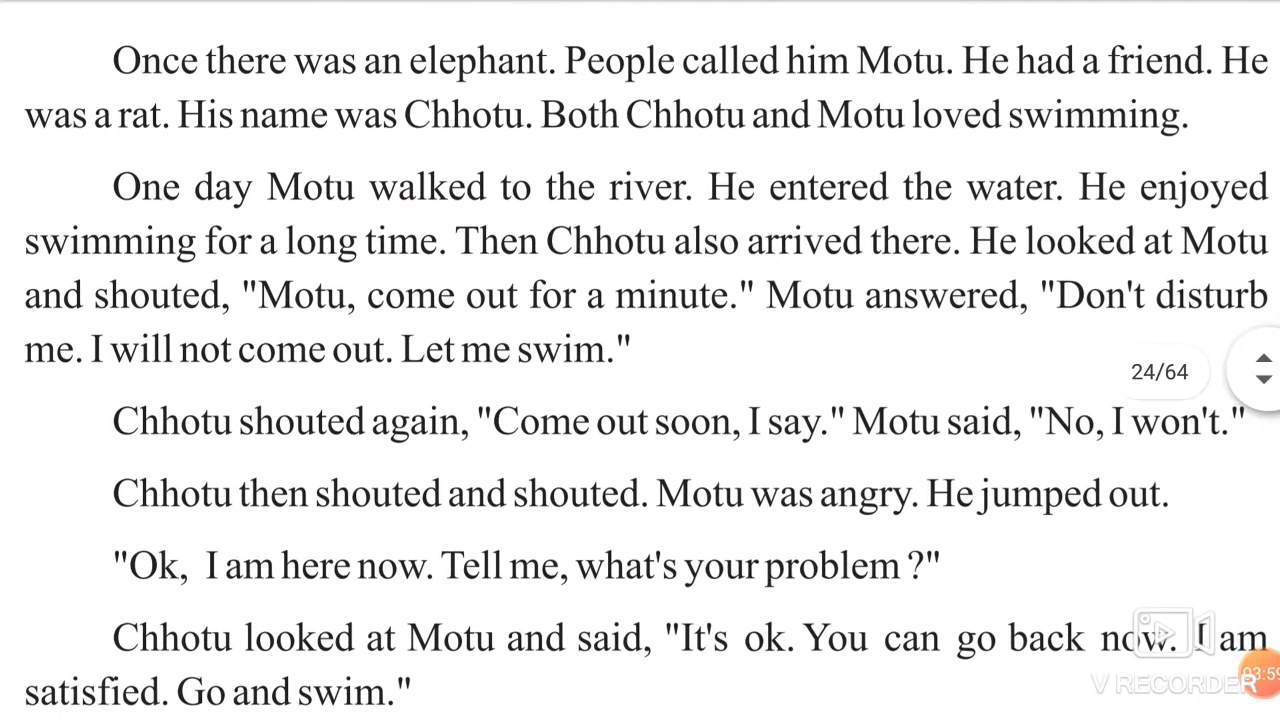 Once there was an elephant. People called him Motu. He had a friend. He
was a rat. His name was Chhotu. Both Chhotu and Motu loved swimming.
One day Motu walked to the river. He entered the water. He enjoyed
swimming for a long time. Then Chhotu also arrived there. He looked at Motu
and shouted, "Motu, come out for a minute." Motu answered, "Don't disturb
me. I will not come out. Let me swim."
24/64
Chhotu shouted again, "Come out soon, I say." Motu said, "No, I won't."
Chhotu then shouted and shouted. Motu was angry. He jumped out.
"Ok, I am here now. Tell me, what's your problem ?"
Chhotu looked at Motu and said, "It's ok. You can go back now. I am
satisfied. Go and swim."
V RECORDER
03:59